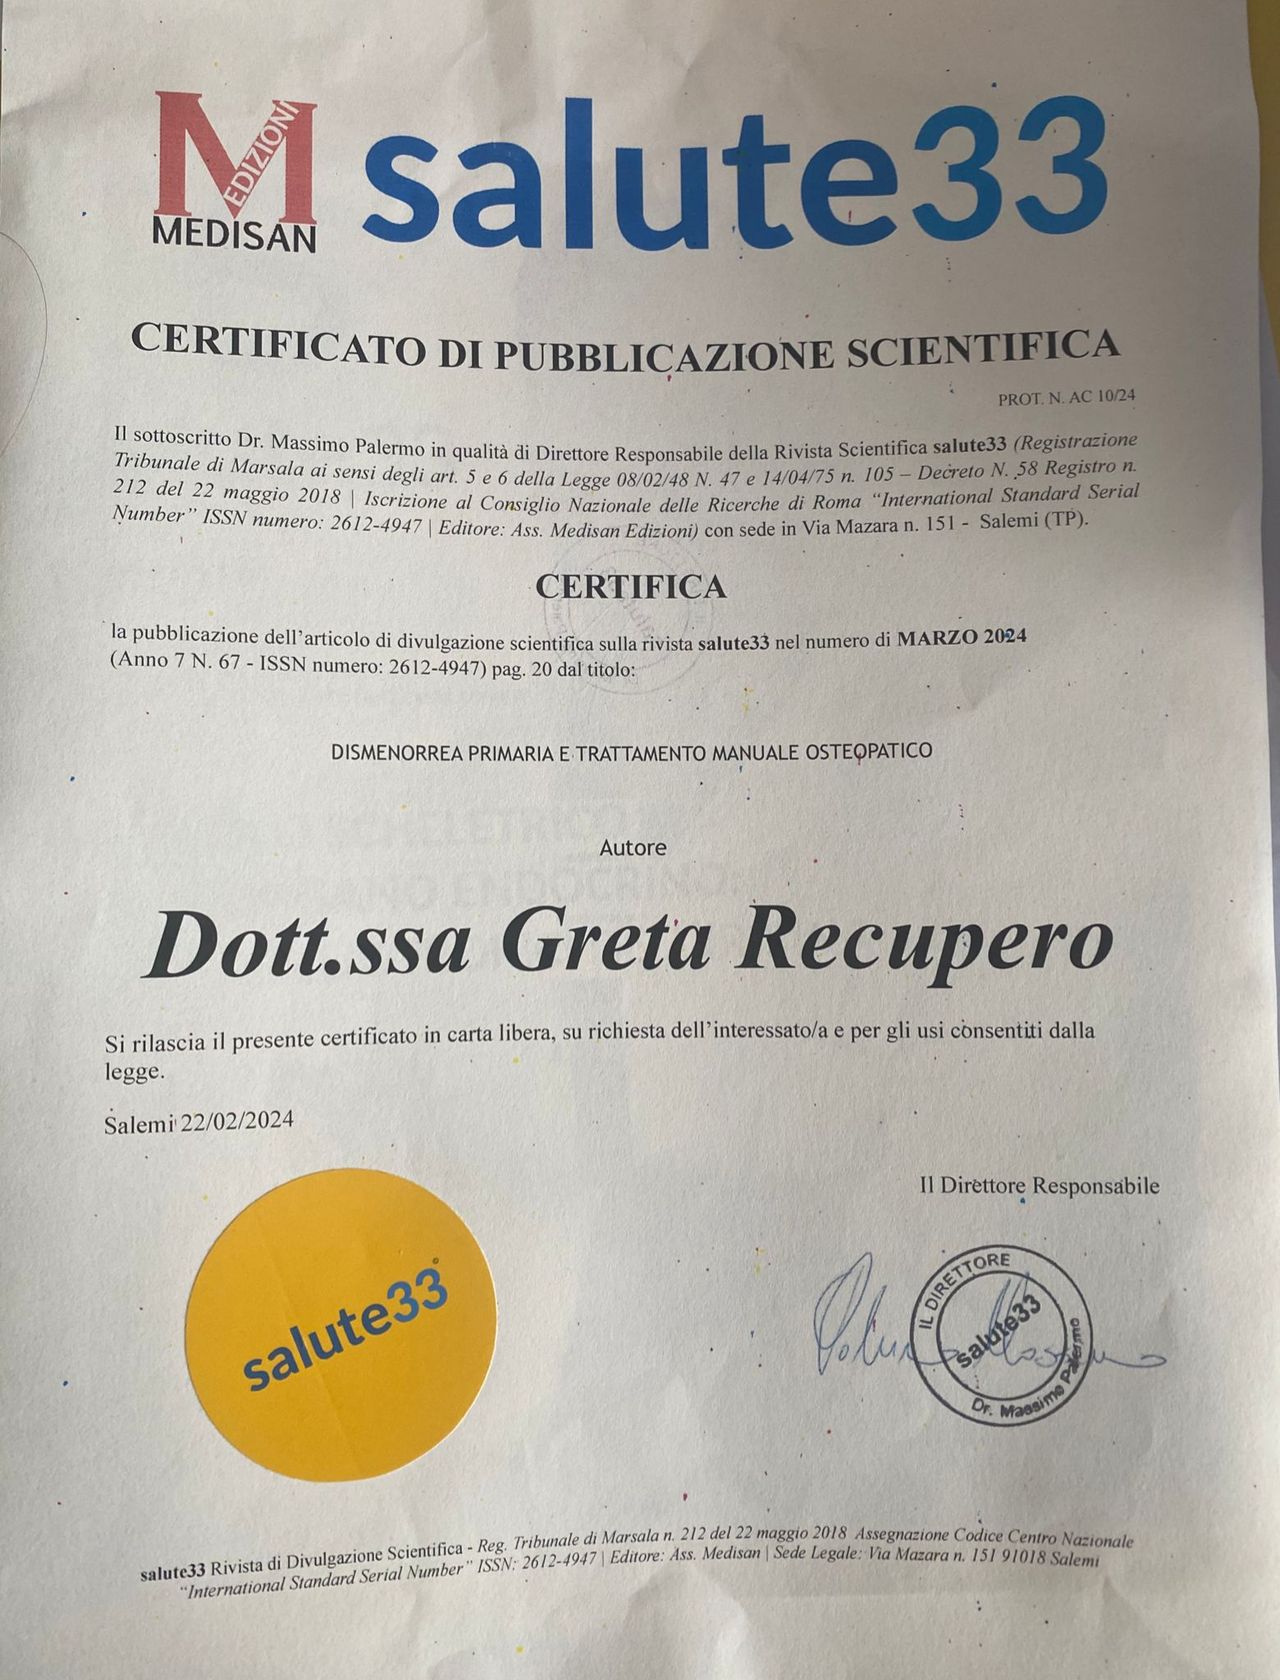 M EDIZIONI
MEDISAN
salute33
CERTIFICATO DI PUBBLICAZIONE SCIENTIFICA
PROT. N. AC 10/24
Il sottoscritto Dr. Massimo Palermo in qualità di Direttore Responsabile della Rivista Scientifica salute33 (Registrazione
Tribunale di Marsala ai sensi degli art. 5 e 6 della Legge 08/02/48 N. 47 e 14/04/75 n. 105 – Decreto N. 58 Registro n.
212 del 22 maggio 2018 | Iscrizione al Consiglio Nazionale delle Ricerche di Roma “International Standard Serial
Number” ISSN numero: 2612-4947 | Editore: Ass. Medisan Edizioni) con sede in Via Mazara n. 151 - Salemi (TP).
CERTIFICA
la pubblicazione dell’articolo di divulgazione scientifica sulla rivista salute33 nel numero di MARZO 2024
(Anno 7 N. 67 - ISSN numero: 2612-4947) pag. 20 dal titolo:
DISMENORREA PRIMARIA E TRATTAMENTO MANUALE OSTEOPATICO
Autore
Dott.ssa Greta Recupero
Si rilascia il presente certificato in carta libera, su richiesta dell’interessato/a e per gli usi consentiti dalla
legge.
Salemi 22/02/2024
Il Direttore Responsabile
salute33
IL DIRETTORE
salute33
Dr. Massimo Palermo
salute33 Rivista di Divulgazione Scientifica - Reg. Tribunale di Marsala n. 212 del 22 maggio 2018 Assegnazione Codice Centro Nazionale
“International Standard Serial Number” ISSN: 2612-4947 | Editore: Ass. Medisan | Sede Legale: Via Mazara n. 151 91018 Salemi